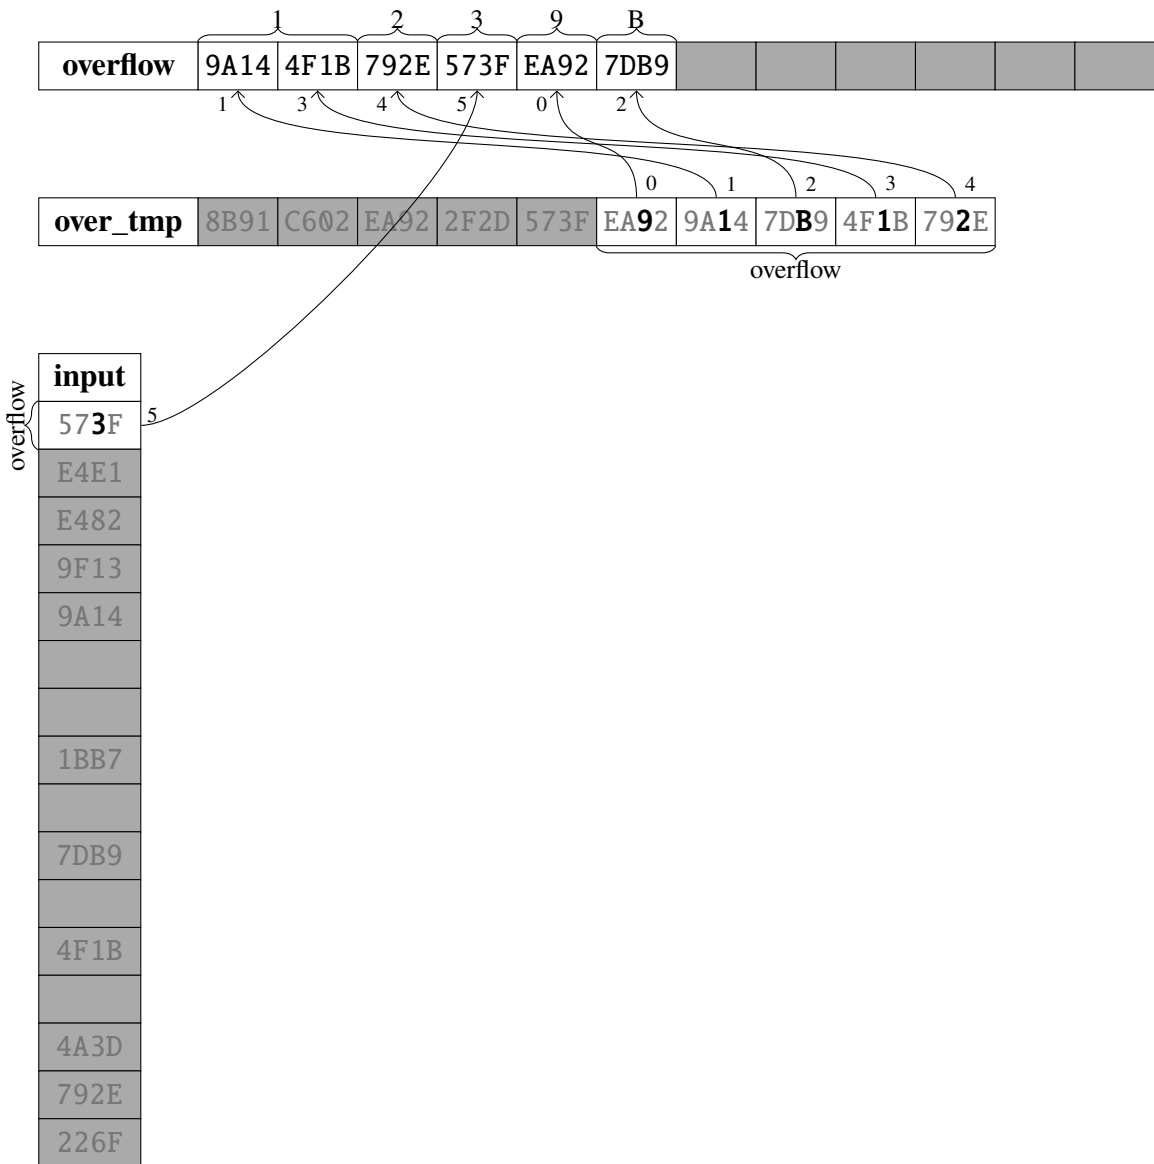 1 2 3 9 B
overflow 9A14 4F1B 792E 573F EA92 7DB9
1 3 4 5 0 2
0 1 2 3 4
over_tmp 8B91 C602 EA92 2F2D 573F EA92 9A14 7DB9 4F1B 792E
overflow
input
overflow 573F 5
E4E1
E482
9F13
9A14
1BB7
7DB9
4F1B
4A3D
792E
226F